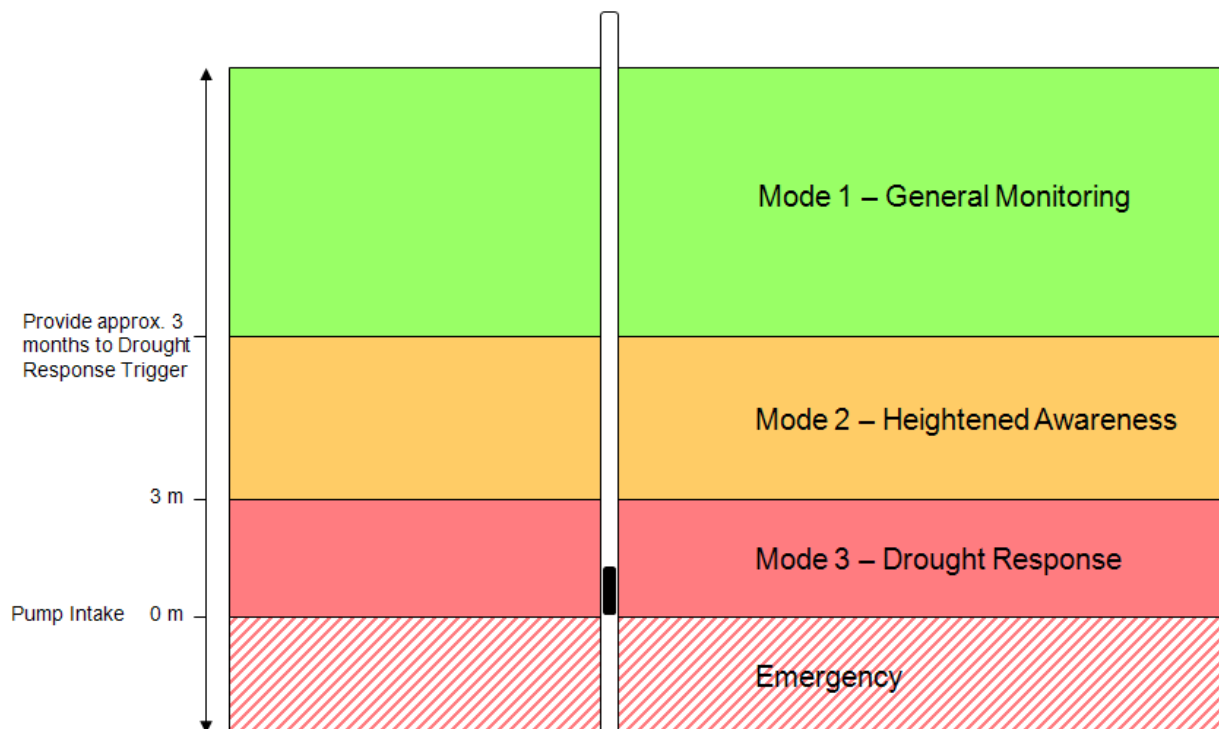 Mode 1 – General Monitoring
Provide approx. 3
months to Drought
Response Trigger
Mode 2 – Heightened Awareness
3 m
Mode 3 – Drought Response
Pump Intake 0 m
Emergency